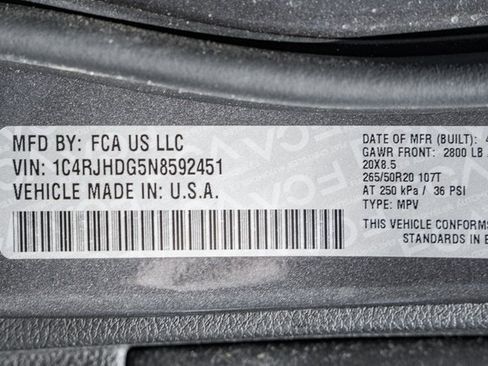 MFD BY: FCA US LLC
VIN: 1C4RJHDG5N8592451
VEHICLE MADE IN: U.S.A.
DATE OF MFR (BUILT): 4
GAWR FRONT: 2800 LB
20X8.5
265/50R20 107T
AT 250 kPa / 36 PSI
TYPE: MPV
THIS VEHICLE CONFORMS
STANDARDS IN E